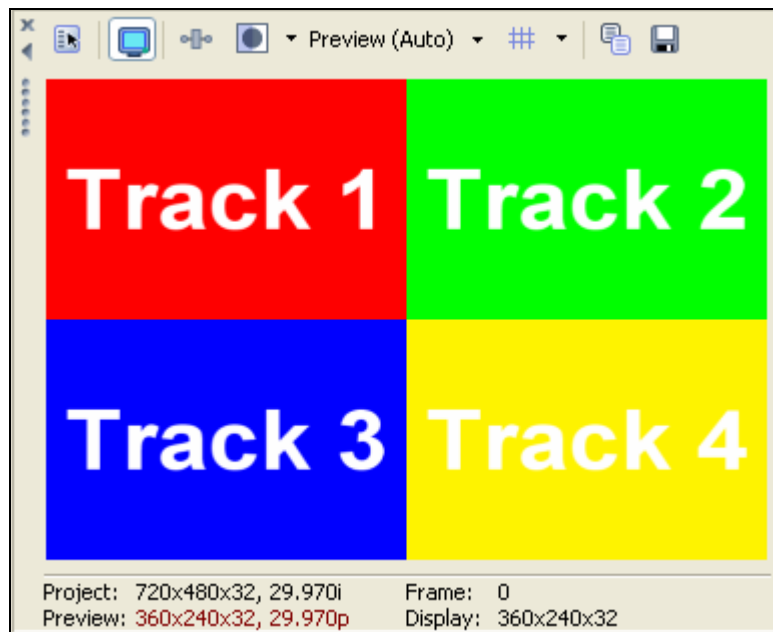 Preview (Auto)
Track 1
Track 2
Track 3
Track 4
Project: 720x480x32, 29.970i
Frame: 0
Preview: 360x240x32, 29.970p
Display: 360x240x32